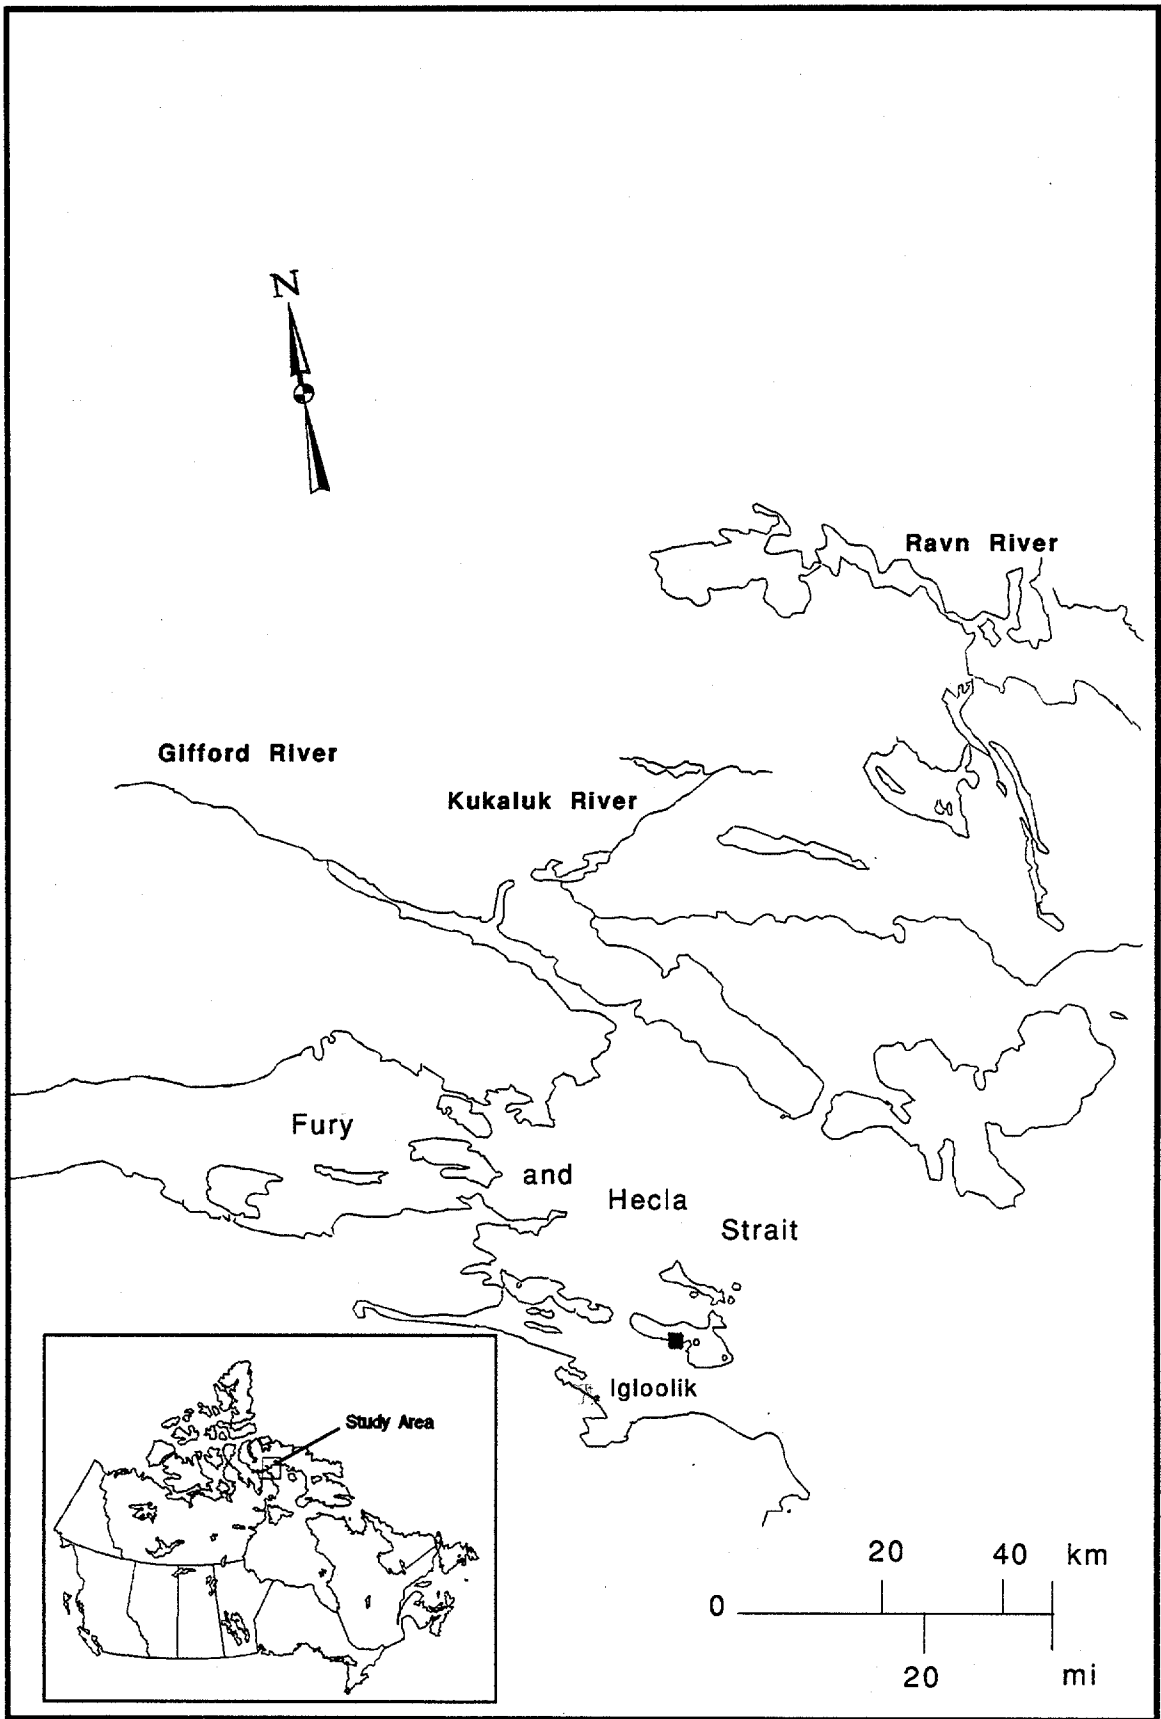 N
Ravn River
Gifford River
Kukaluk River
Fury
and
Hecla
Strait
Igloolik
Study Area
20 40 km
0
20 mi